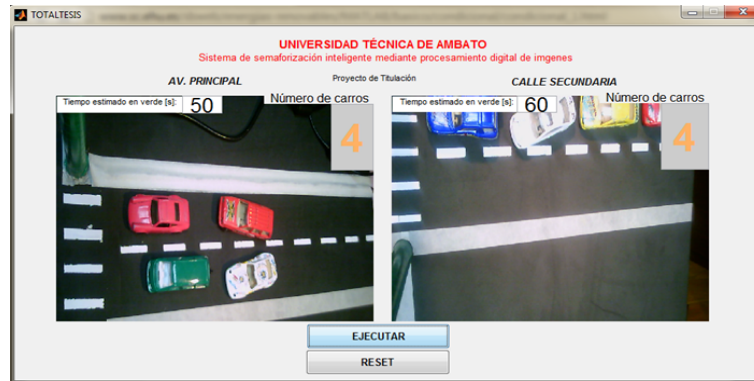 TOTALTESIS
UNIVERSIDAD TÉCNICA DE AMBATO
Sistema de semaforización inteligente mediante procesamiento digital de imgenes
Proyecto de Titulación
AV. PRINCIPAL
CALLE SECUNDARIA
Tiempo estimado en verde [s]: 50
Número de carros
4
Tiempo estimado en verde [s]: 60
Número de carros
4
EJECUTAR
RESET